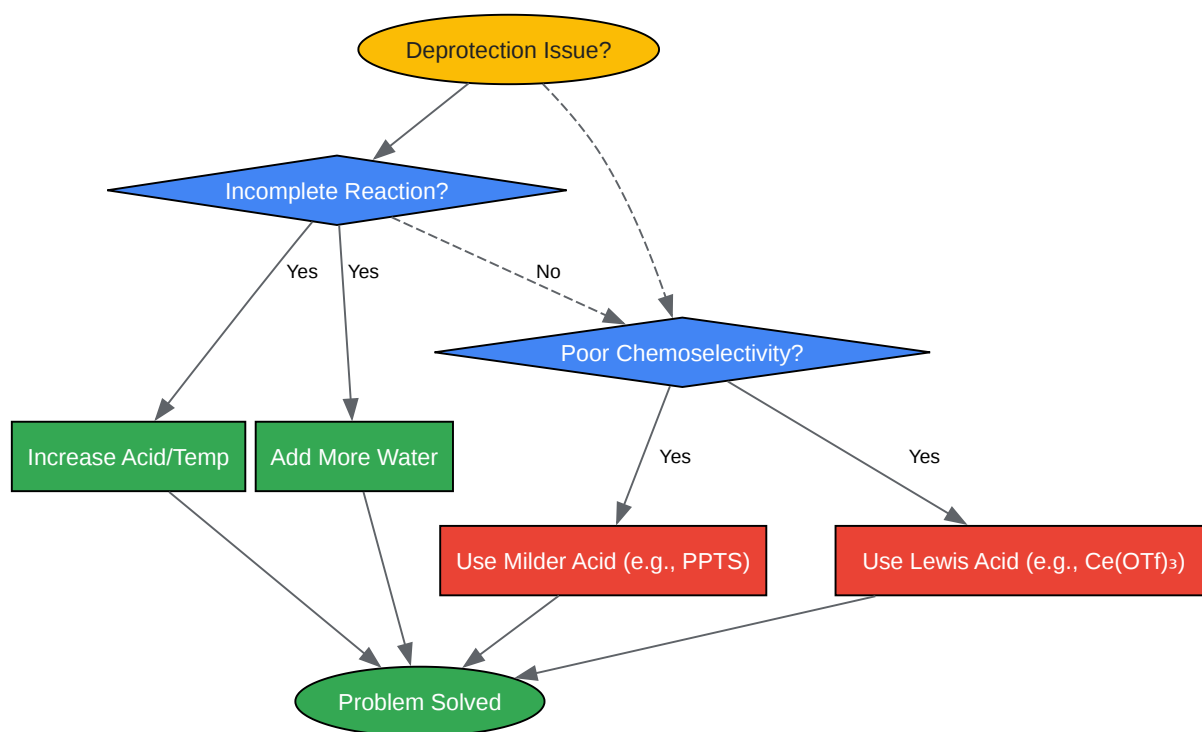 Deprotection Issue?
Incomplete Reaction?
Yes
Yes
No
Poor Chemoselectivity?
Increase Acid/Temp
Add More Water
Yes
Yes
Use Milder Acid (e.g., PPTS)
Use Lewis Acid (e.g., Ce(OTf)₃)
Problem Solved